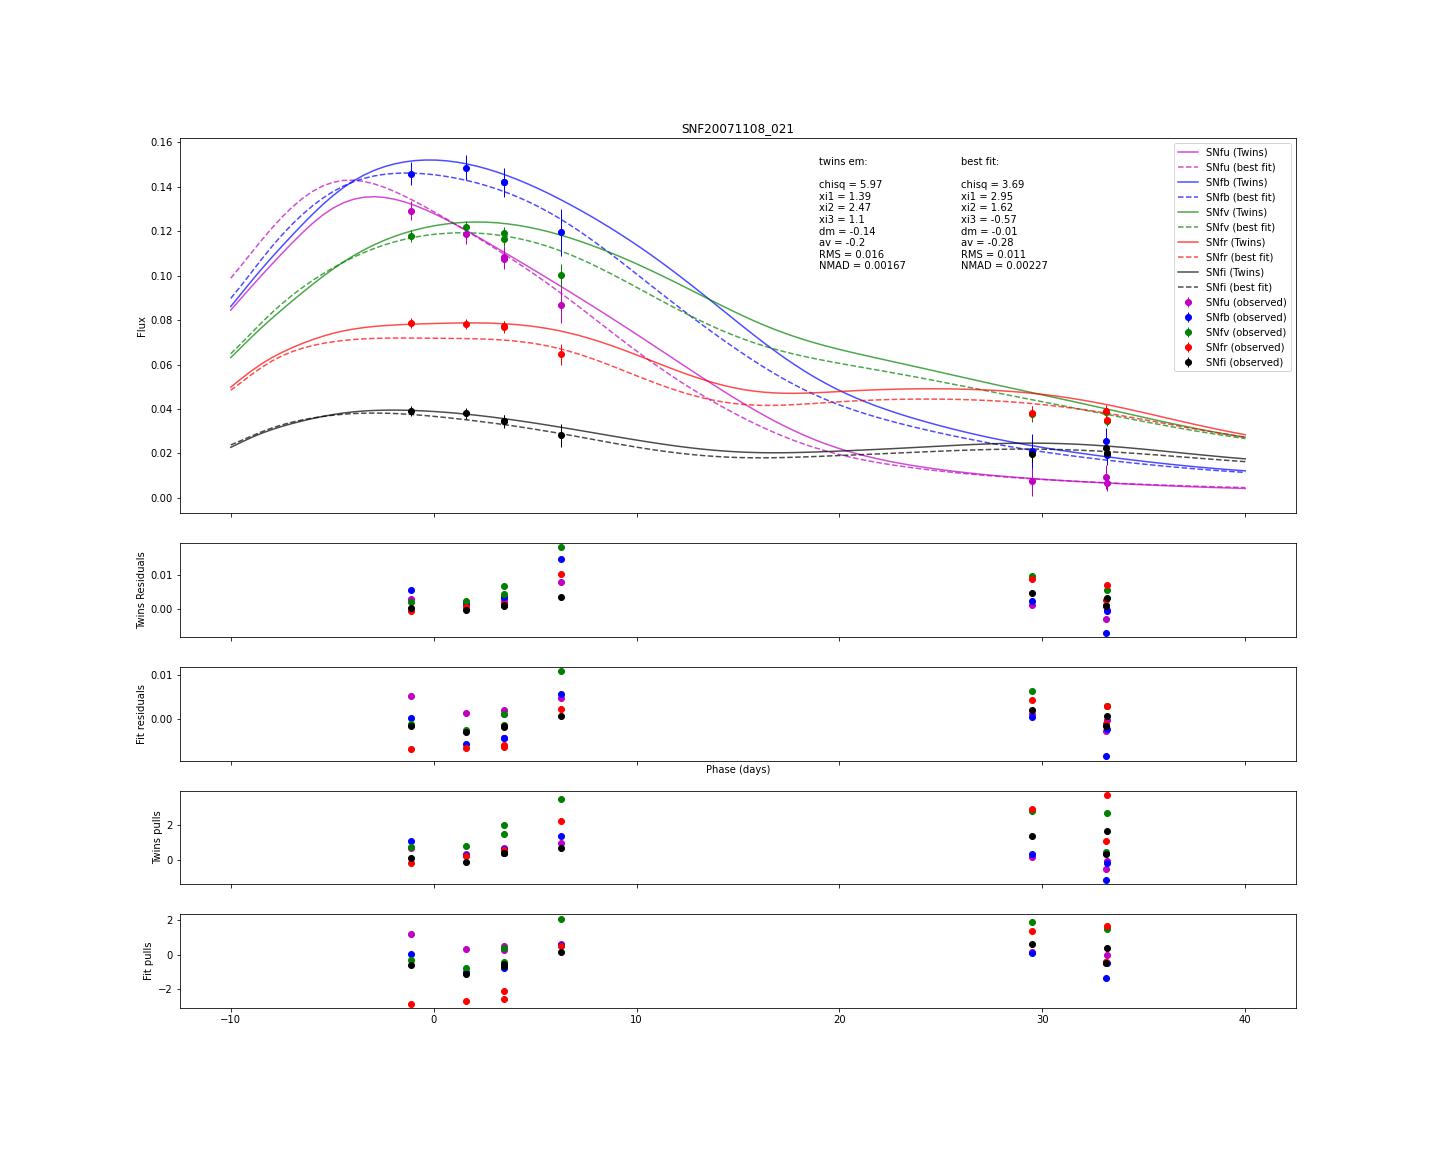 SNF20071108_021
0.16
0.14
0.12
0.10
0.08
0.06
0.04
0.02
0.00
Flux
twins em:
chisq = 5.97
xi1 = 1.39
xi2 = 2.47
xi3 = 1.1
dm = -0.14
av = -0.2
RMS = 0.016
NMAD = 0.00167
best fit:
chisq = 3.69
xi1 = 2.95
xi2 = 1.62
xi3 = -0.57
dm = -0.01
av = -0.28
RMS = 0.011
NMAD = 0.00227
SNfu (Twins)
SNfu (best fit)
SNfb (Twins)
SNfb (best fit)
SNfv (Twins)
SNfv (best fit)
SNfr (Twins)
SNfr (best fit)
SNfi (Twins)
SNfi (best fit)
SNfu (observed)
SNfb (observed)
SNfv (observed)
SNfr (observed)
SNfi (observed)
−10
0
10
20
30
40
Twins Residuals
0.01
0.00
Fit residuals
0.01
0.00
Phase (days)
Twins pulls
2
0
Fit pulls
2
0
−2
−10
0
10
20
30
40